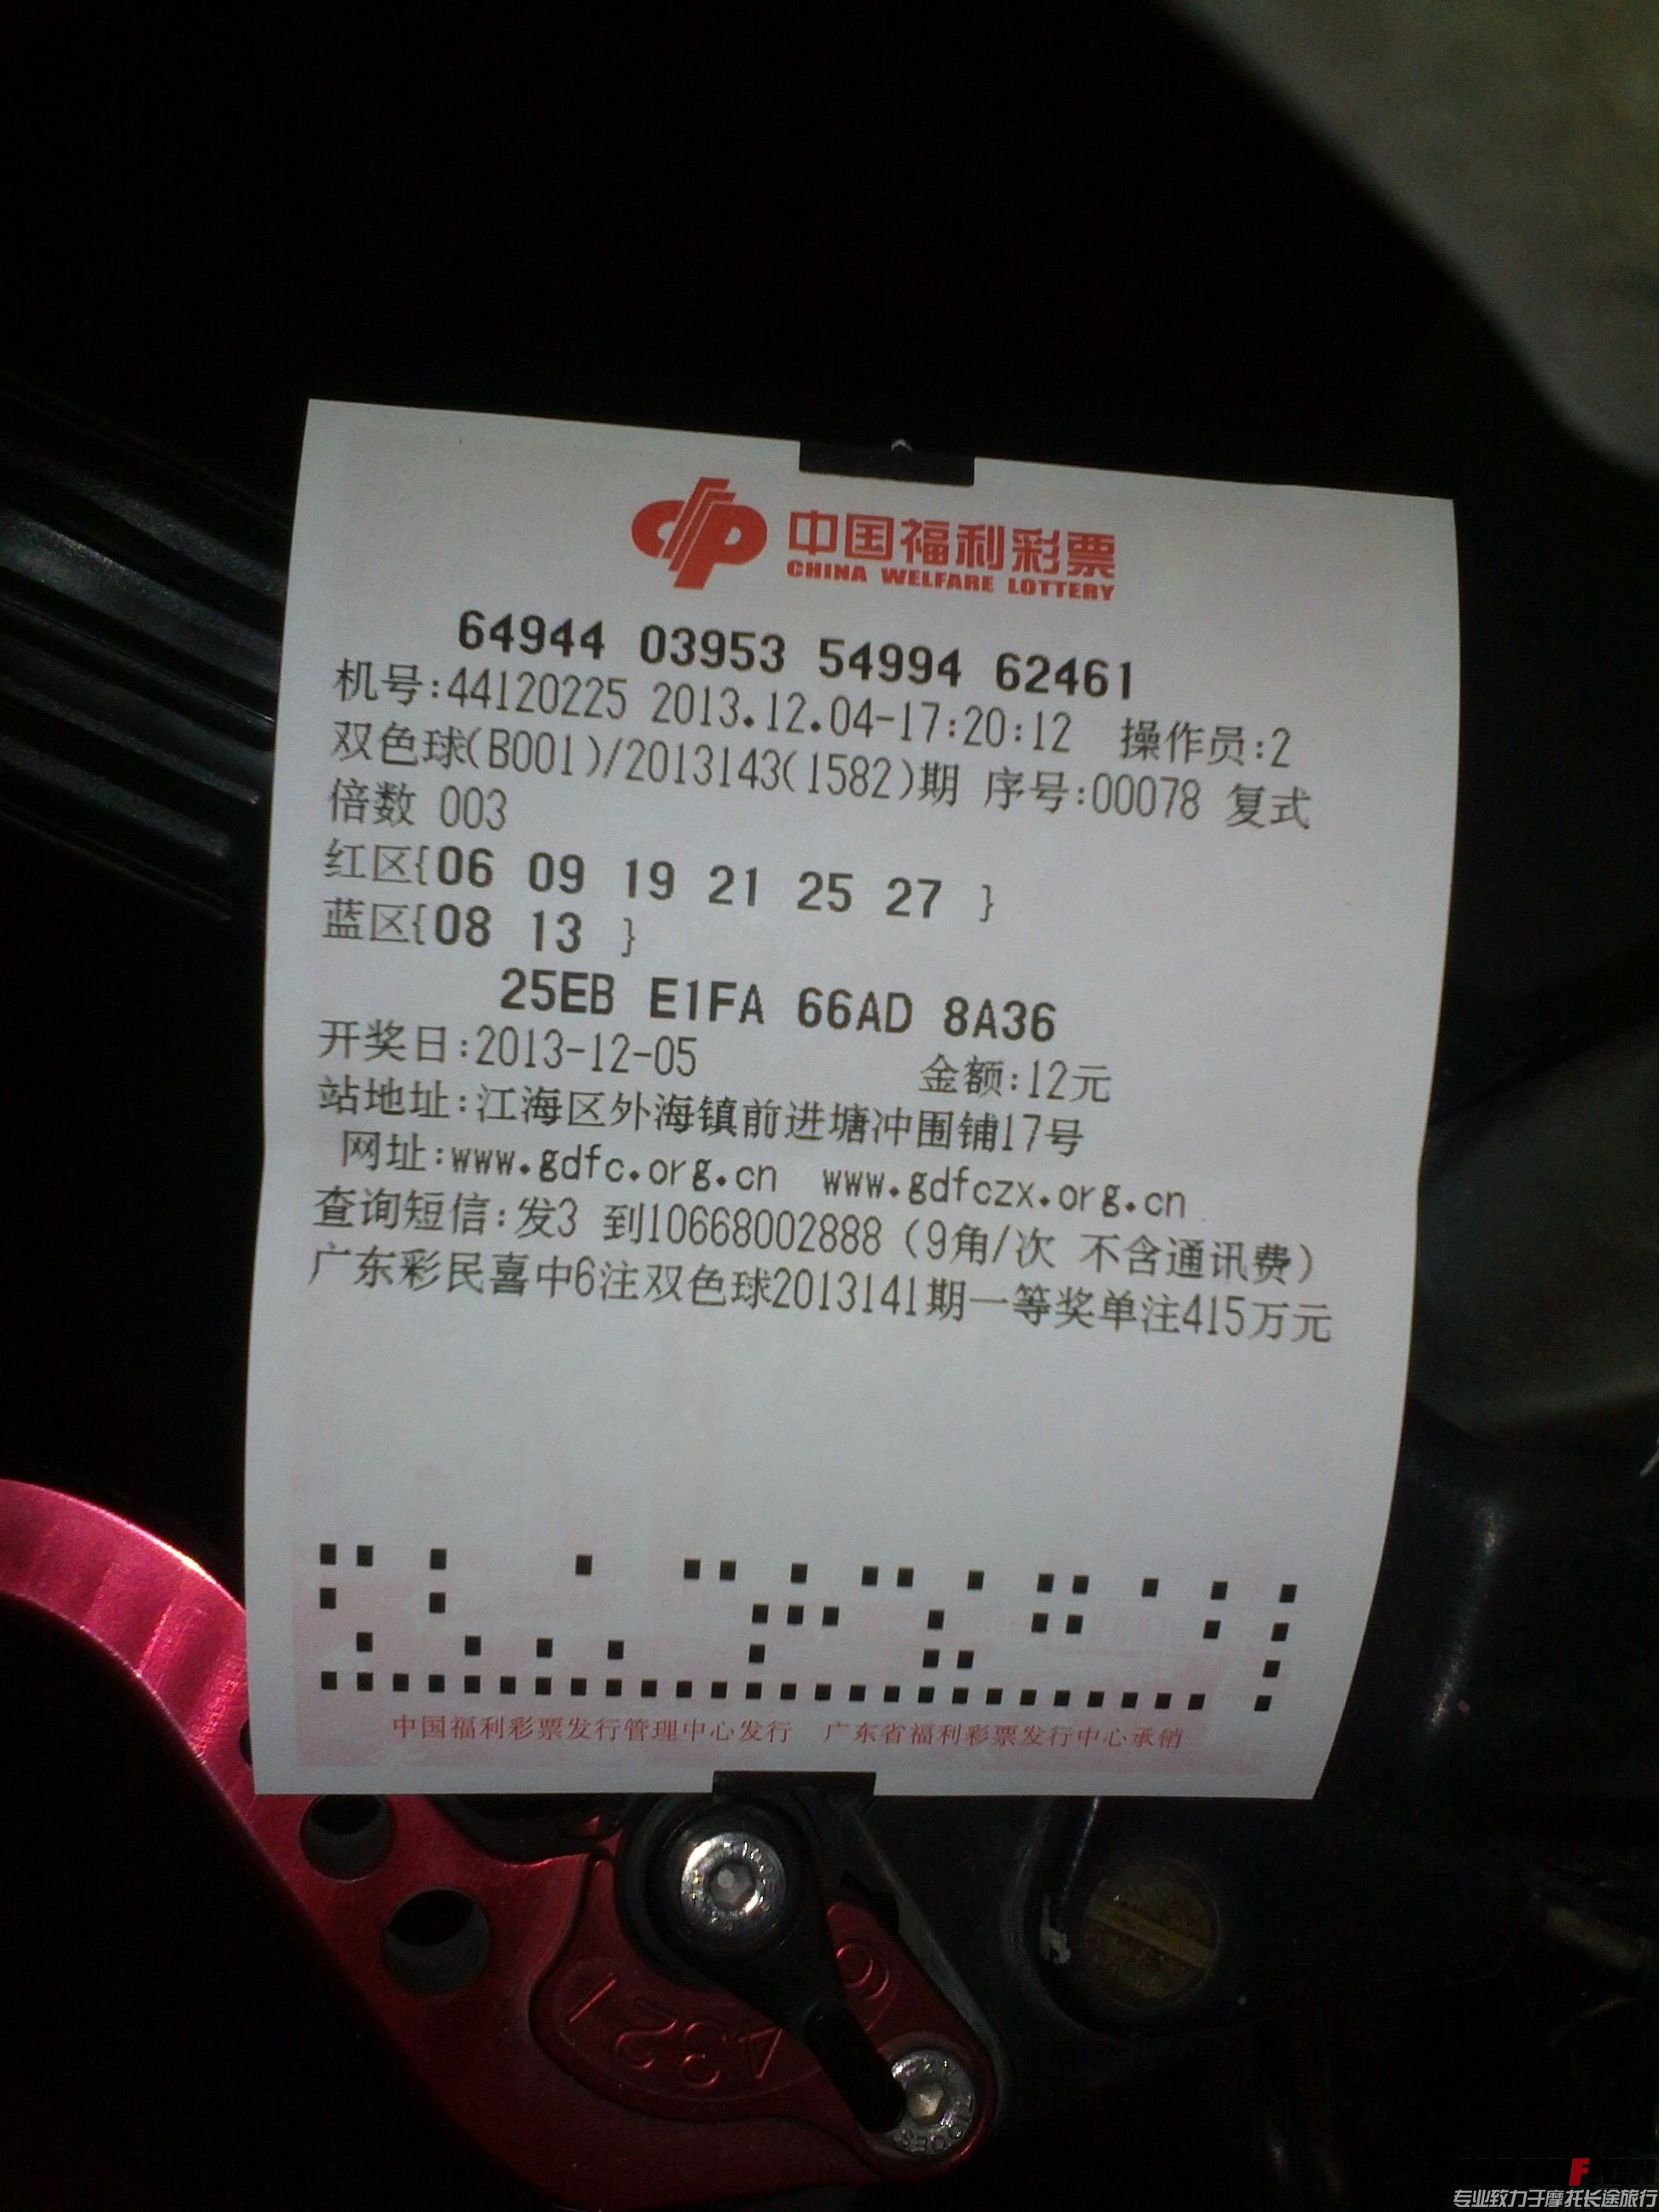 中国福利彩票
CHINA WELFARE LOTTERY
64944 03953 54994 62461
机号:44120225 2013.12.04-17:20:12 操作员:2
双色球(B001)/2013143(1582)期 序号:00078 复式
倍数 003
红区{06 09 19 21 25 27 }
蓝区{08 13 }
25EB E1FA 66AD 8A36
开奖日:2013-12-05 金额:12元
站地址:江海区外海镇前进塘冲围铺17号
网址:www.gdfc.org.cn www.gdfczx.org.cn
查询短信:发3 到10668002888（9角/次 不含通讯费）
广东彩民喜中6注双色球2013141期一等奖单注415万元
中国福利彩票发行管理中心发行 广东省福利彩票发行中心承销
6 4 3 2 1
专业致力于摩托长途旅行